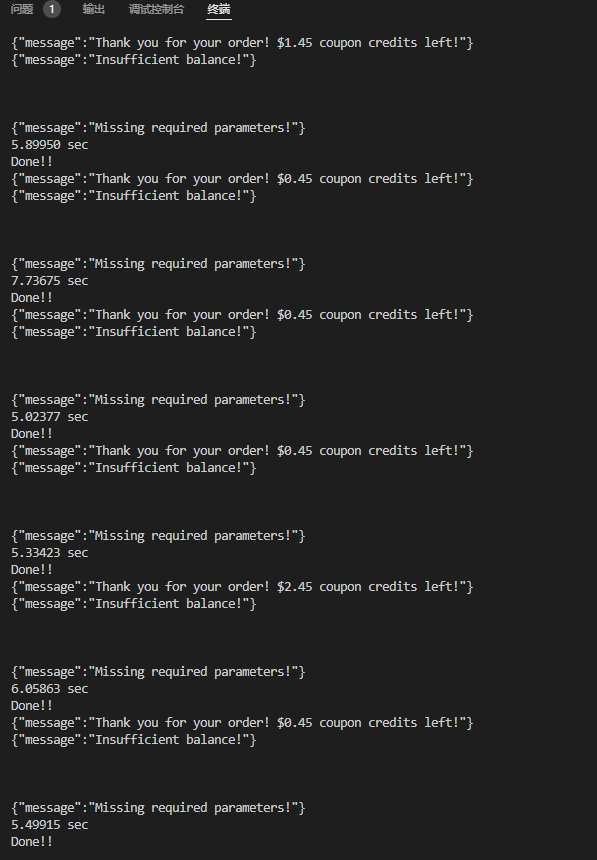 问题 1 输出 调试控制台 终端
{"message":"Thank you for your order! $1.45 coupon credits left!"}
{"message":"Insufficient balance!"}
{"message":"Missing required parameters!"}
5.89950 sec
Done!!
{"message":"Thank you for your order! $0.45 coupon credits left!"}
{"message":"Insufficient balance!"}
{"message":"Missing required parameters!"}
7.73675 sec
Done!!
{"message":"Thank you for your order! $0.45 coupon credits left!"}
{"message":"Insufficient balance!"}
{"message":"Missing required parameters!"}
5.02377 sec
Done!!
{"message":"Thank you for your order! $0.45 coupon credits left!"}
{"message":"Insufficient balance!"}
{"message":"Missing required parameters!"}
5.33423 sec
Done!!
{"message":"Thank you for your order! $2.45 coupon credits left!"}
{"message":"Insufficient balance!"}
{"message":"Missing required parameters!"}
6.05863 sec
Done!!
{"message":"Thank you for your order! $0.45 coupon credits left!"}
{"message":"Insufficient balance!"}
{"message":"Missing required parameters!"}
5.49915 sec
Done!!